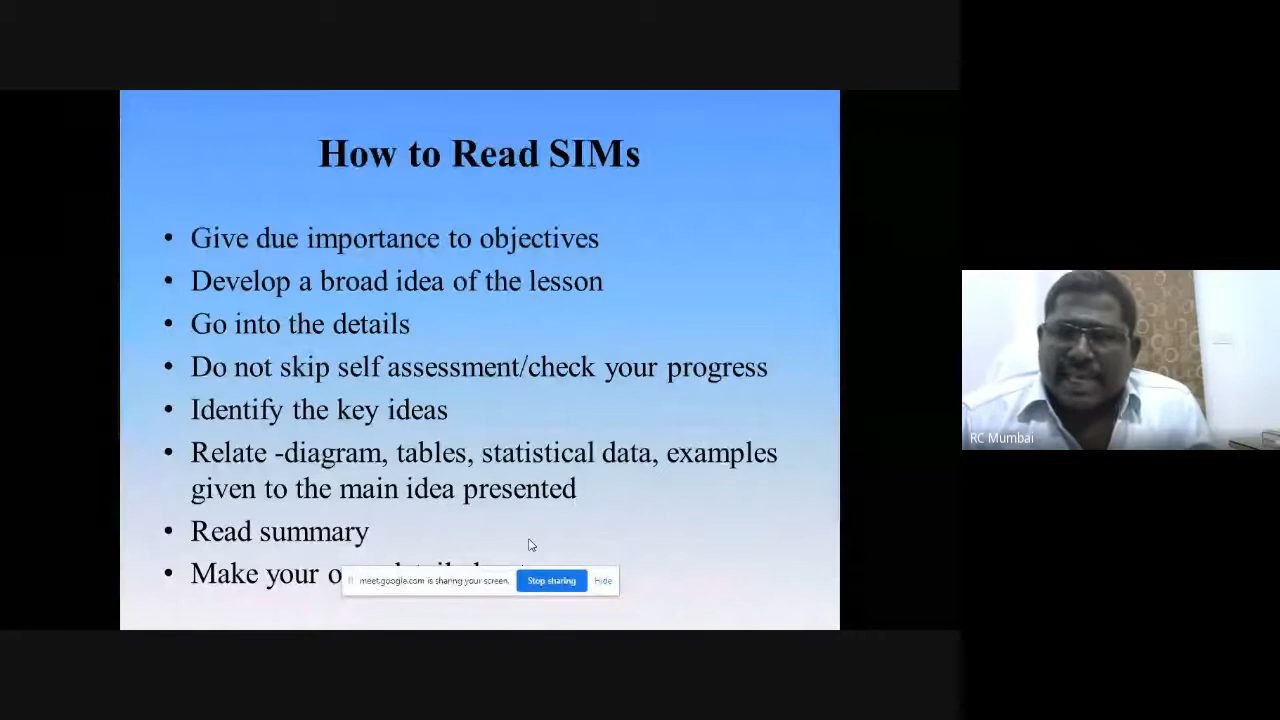 How to Read SIMs
• Give due importance to objectives
• Develop a broad idea of the lesson
• Go into the details
• Do not skip self assessment/check your progress
• Identify the key ideas
• Relate -diagram, tables, statistical data, examples
given to the main idea presented
• Read summary
• Make your
meet.google.com is sharing your screen. Stop sharing Hide
RC Mumbai